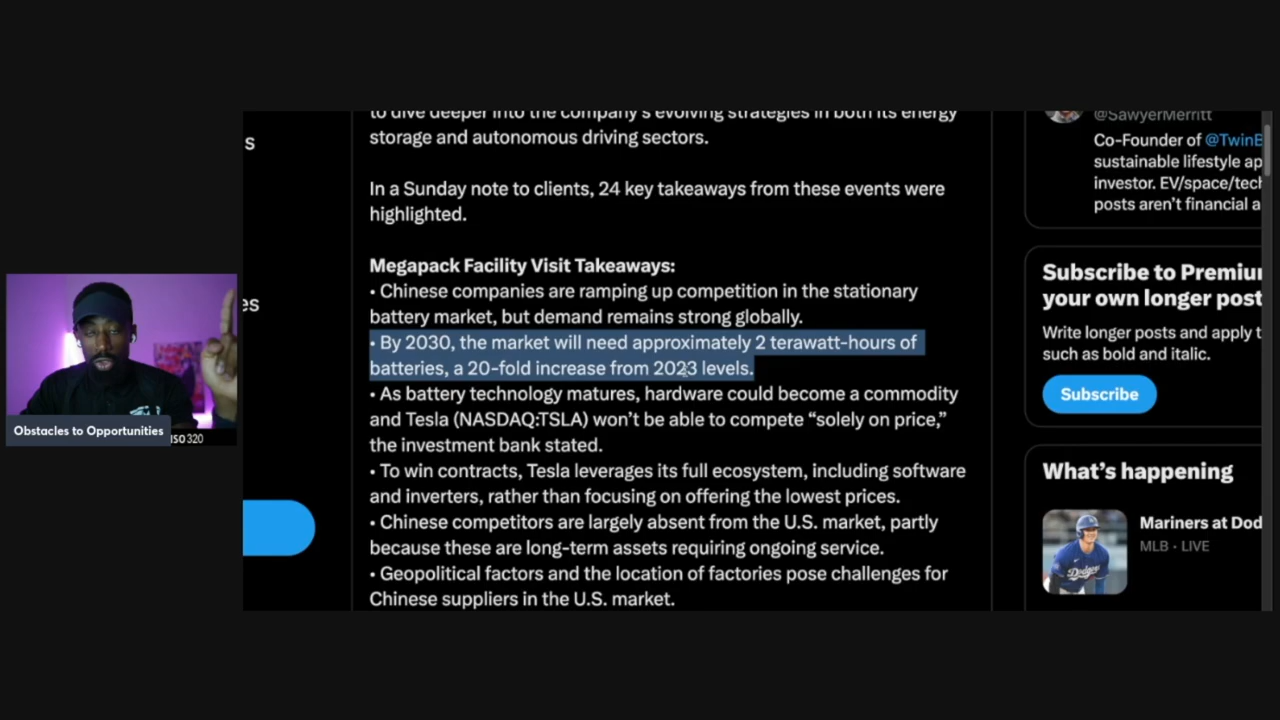 to dive deeper into the company's evolving strategies in both its energy
storage and autonomous driving sectors.
In a Sunday note to clients, 24 key takeaways from these events were
highlighted.
Megapack Facility Visit Takeaways:
• Chinese companies are ramping up competition in the stationary
battery market, but demand remains strong globally.
• By 2030, the market will need approximately 2 terawatt-hours of
batteries, a 20-fold increase from 2023 levels.
• As battery technology matures, hardware could become a commodity
and Tesla (NASDAQ:TSLA) won't be able to compete “solely on price,”
the investment bank stated.
• To win contracts, Tesla leverages its full ecosystem, including software
and inverters, rather than focusing on offering the lowest prices.
• Chinese competitors are largely absent from the U.S. market, partly
because these are long-term assets requiring ongoing service.
• Geopolitical factors and the location of factories pose challenges for
Chinese suppliers in the U.S. market.
s
es
Obstacles to Opportunities
ISO 320
@SawyerMerritt
Co-Founder of @TwinB
sustainable lifestyle ap
investor. EV/space/tech
posts aren't financial a
Subscribe to Premiu
your own longer post
Write longer posts and apply t
such as bold and italic.
Subscribe
What's happening
Mariners at Dod
MLB • LIVE